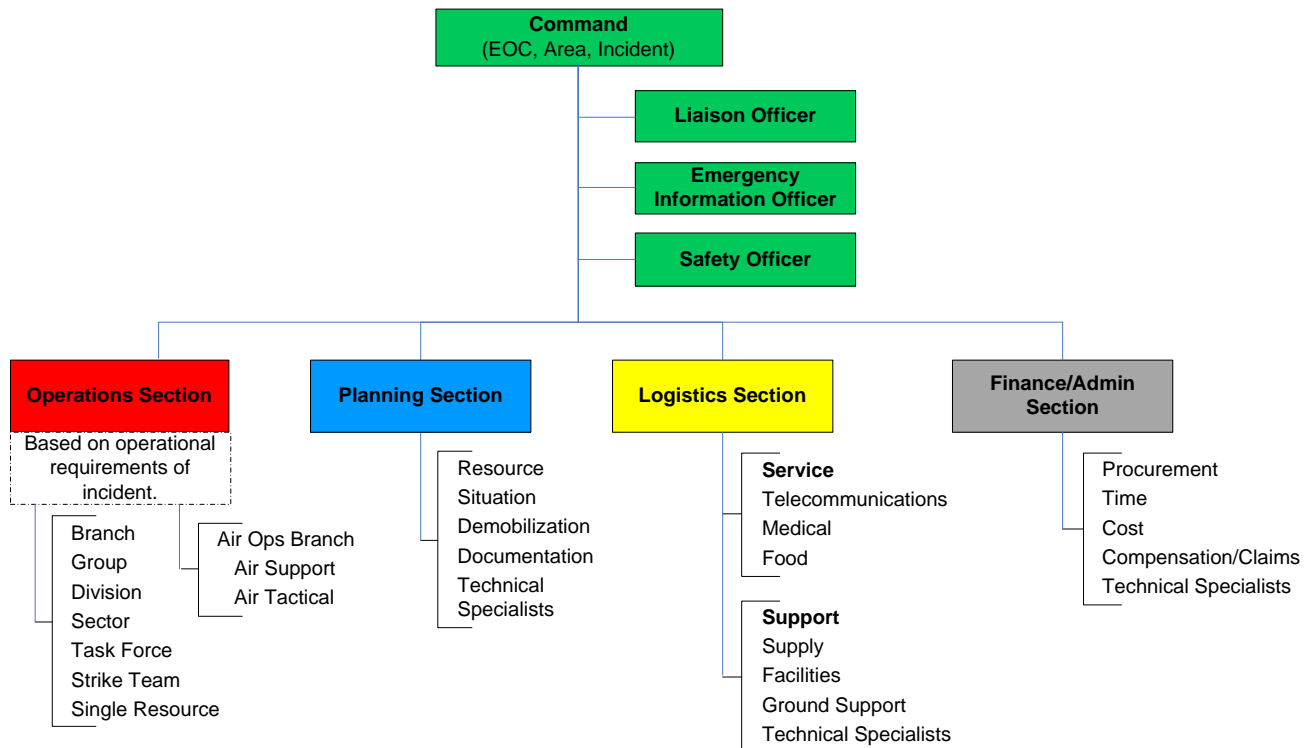 Command
(EOC, Area, Incident)
Liaison Officer
Emergency
Information Officer
Safety Officer
Operations Section
Based on operational
requirements of
incident.
Branch
Group
Division
Sector
Task Force
Strike Team
Single Resource
Air Ops Branch
Air Support
Air Tactical
Planning Section
Resource
Situation
Demobilization
Documentation
Technical
Specialists
Logistics Section
Service
Telecommunications
Medical
Food
Support
Supply
Facilities
Ground Support
Technical Specialists
Finance/Admin
Section
Procurement
Time
Cost
Compensation/Claims
Technical Specialists